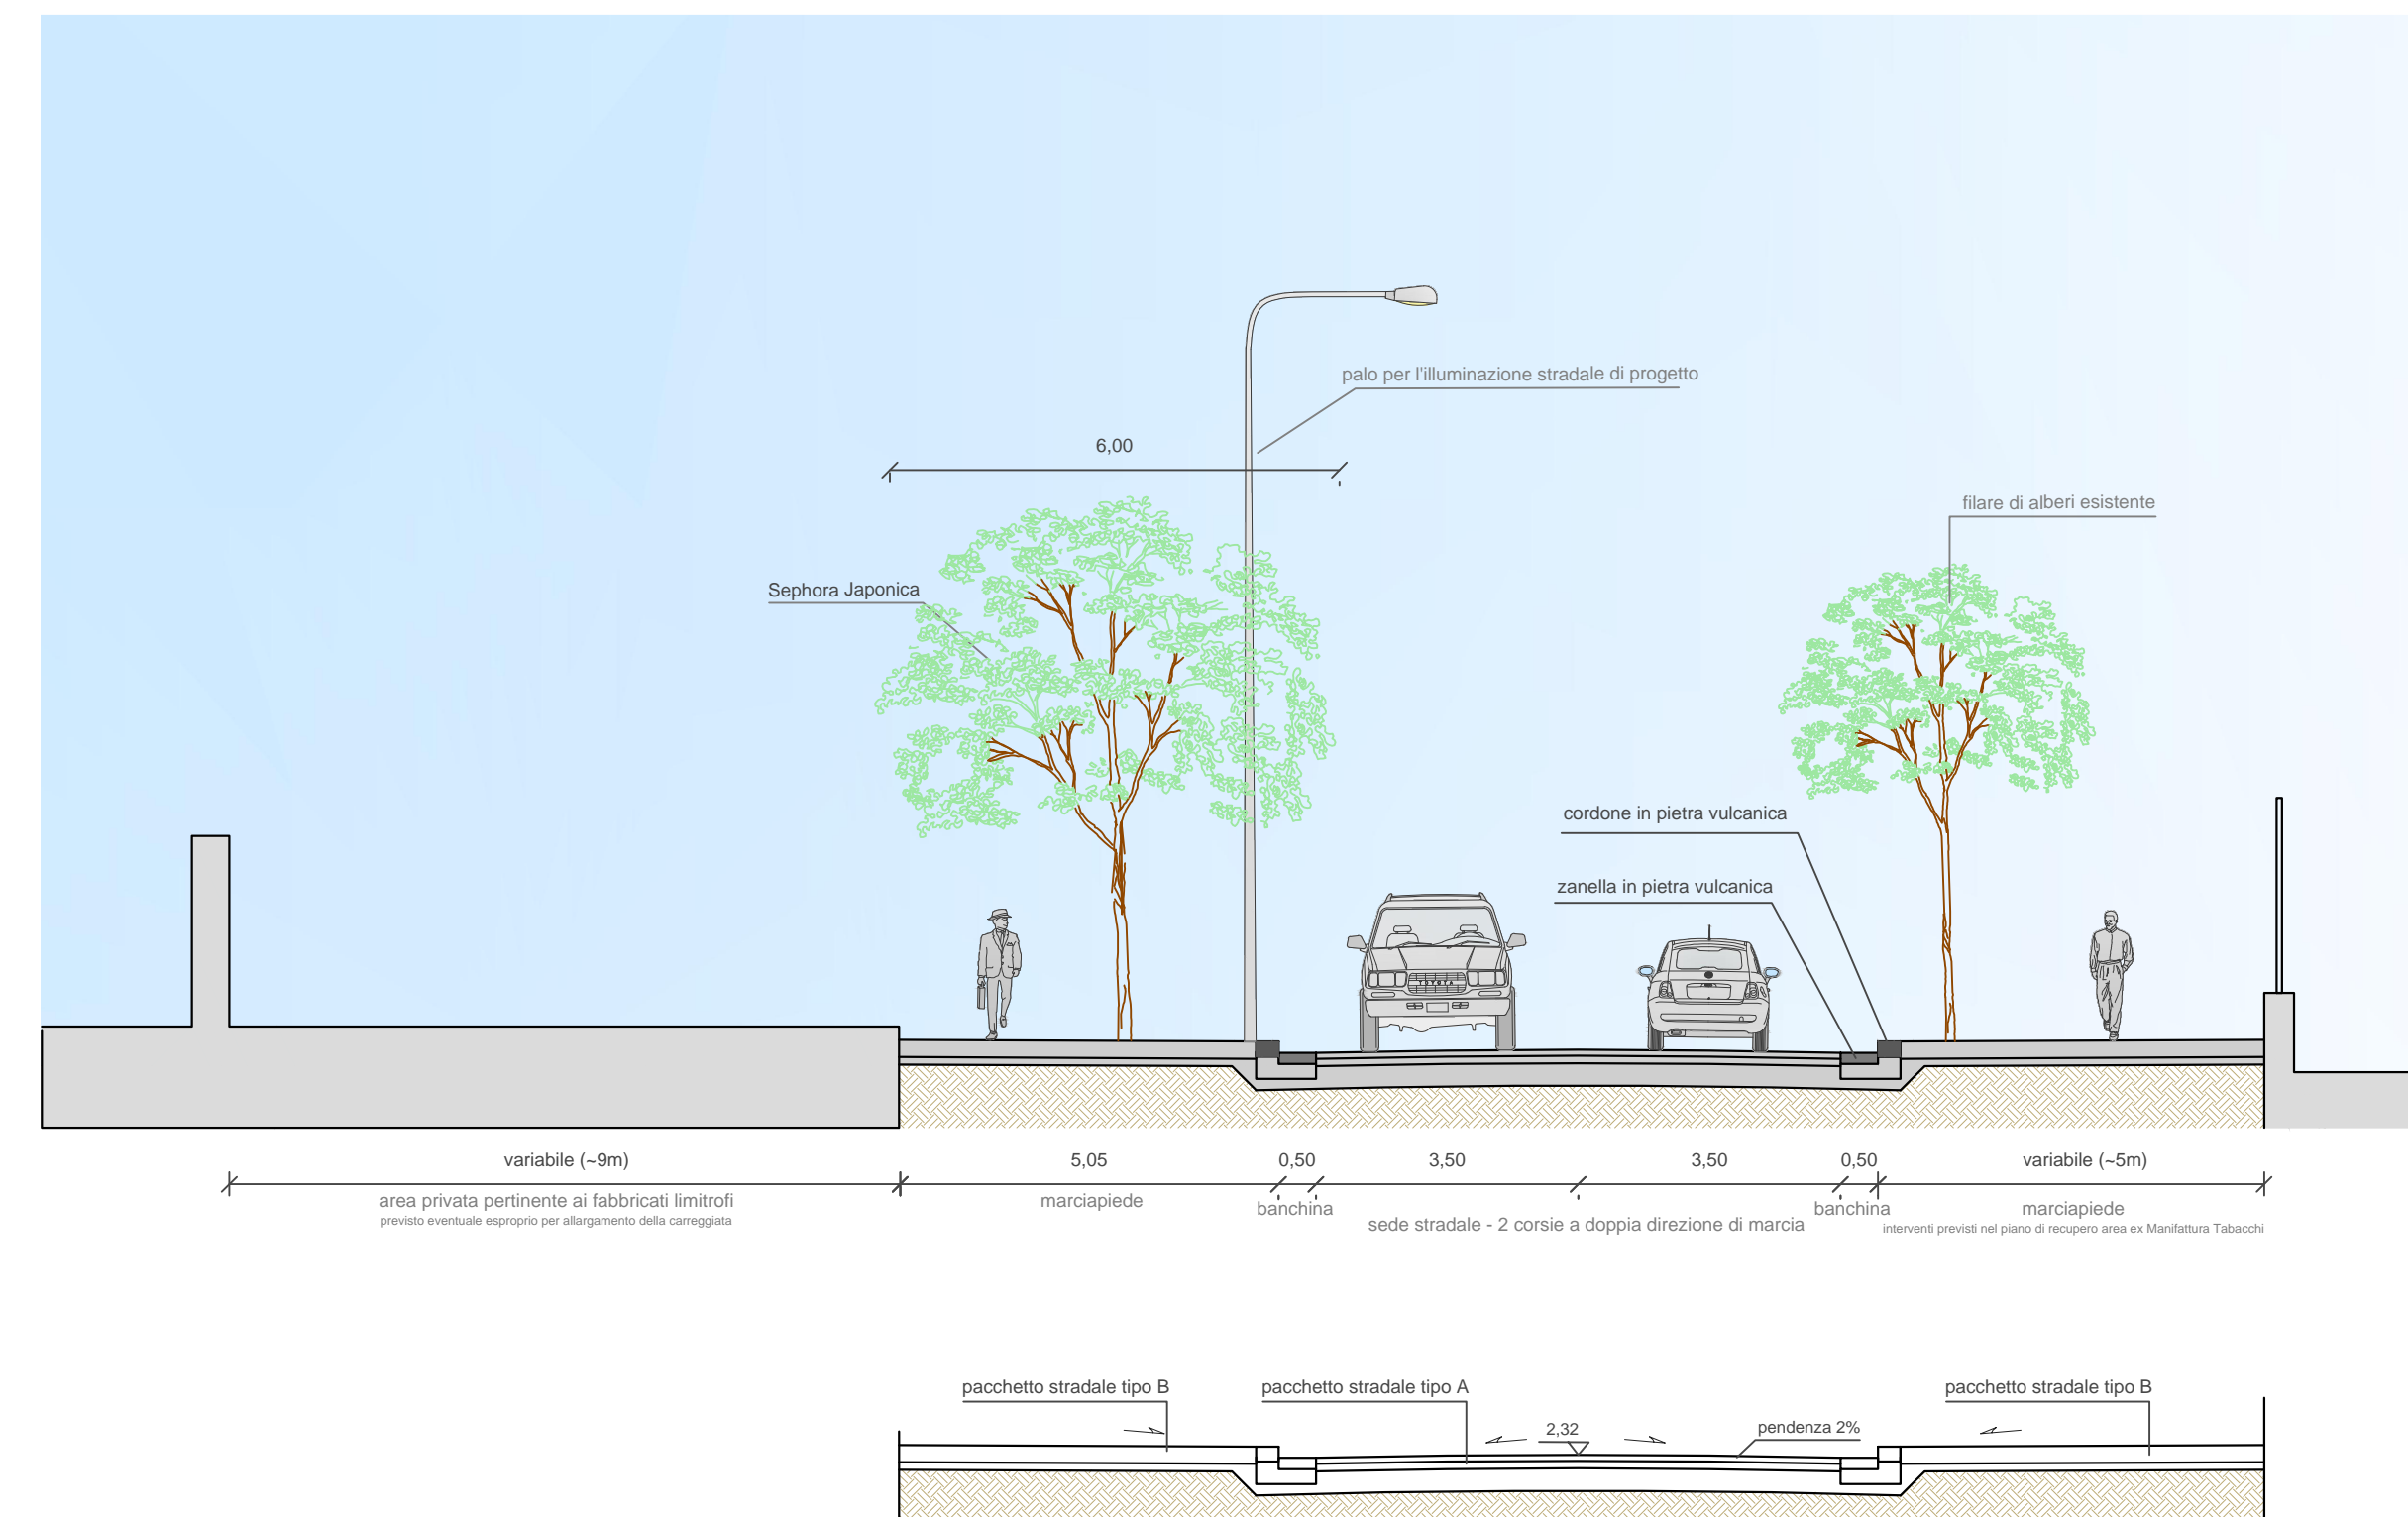 palo per l'illuminazione stradale di progetto
6,00
filare di alberi esistente
Sephora Japonica
cordone in pietra vulcanica
zanella in pietra vulcanica
TOYOTA
variabile (~9m)
5,05
0,50
3,50
3,50
0,50
variabile (~5m)
area privata pertinente ai fabbricati limitrofi
previsto eventuale esproprio per allargamento della carreggiata
marciapiede
banchina
sede stradale - 2 corsie a doppia direzione di marcia
banchina
marciapiede
interventi previsti nel piano di recupero area ex Manifattura Tabacchi
pacchetto stradale tipo B
pacchetto stradale tipo A
pacchetto stradale tipo B
2,32
pendenza 2%